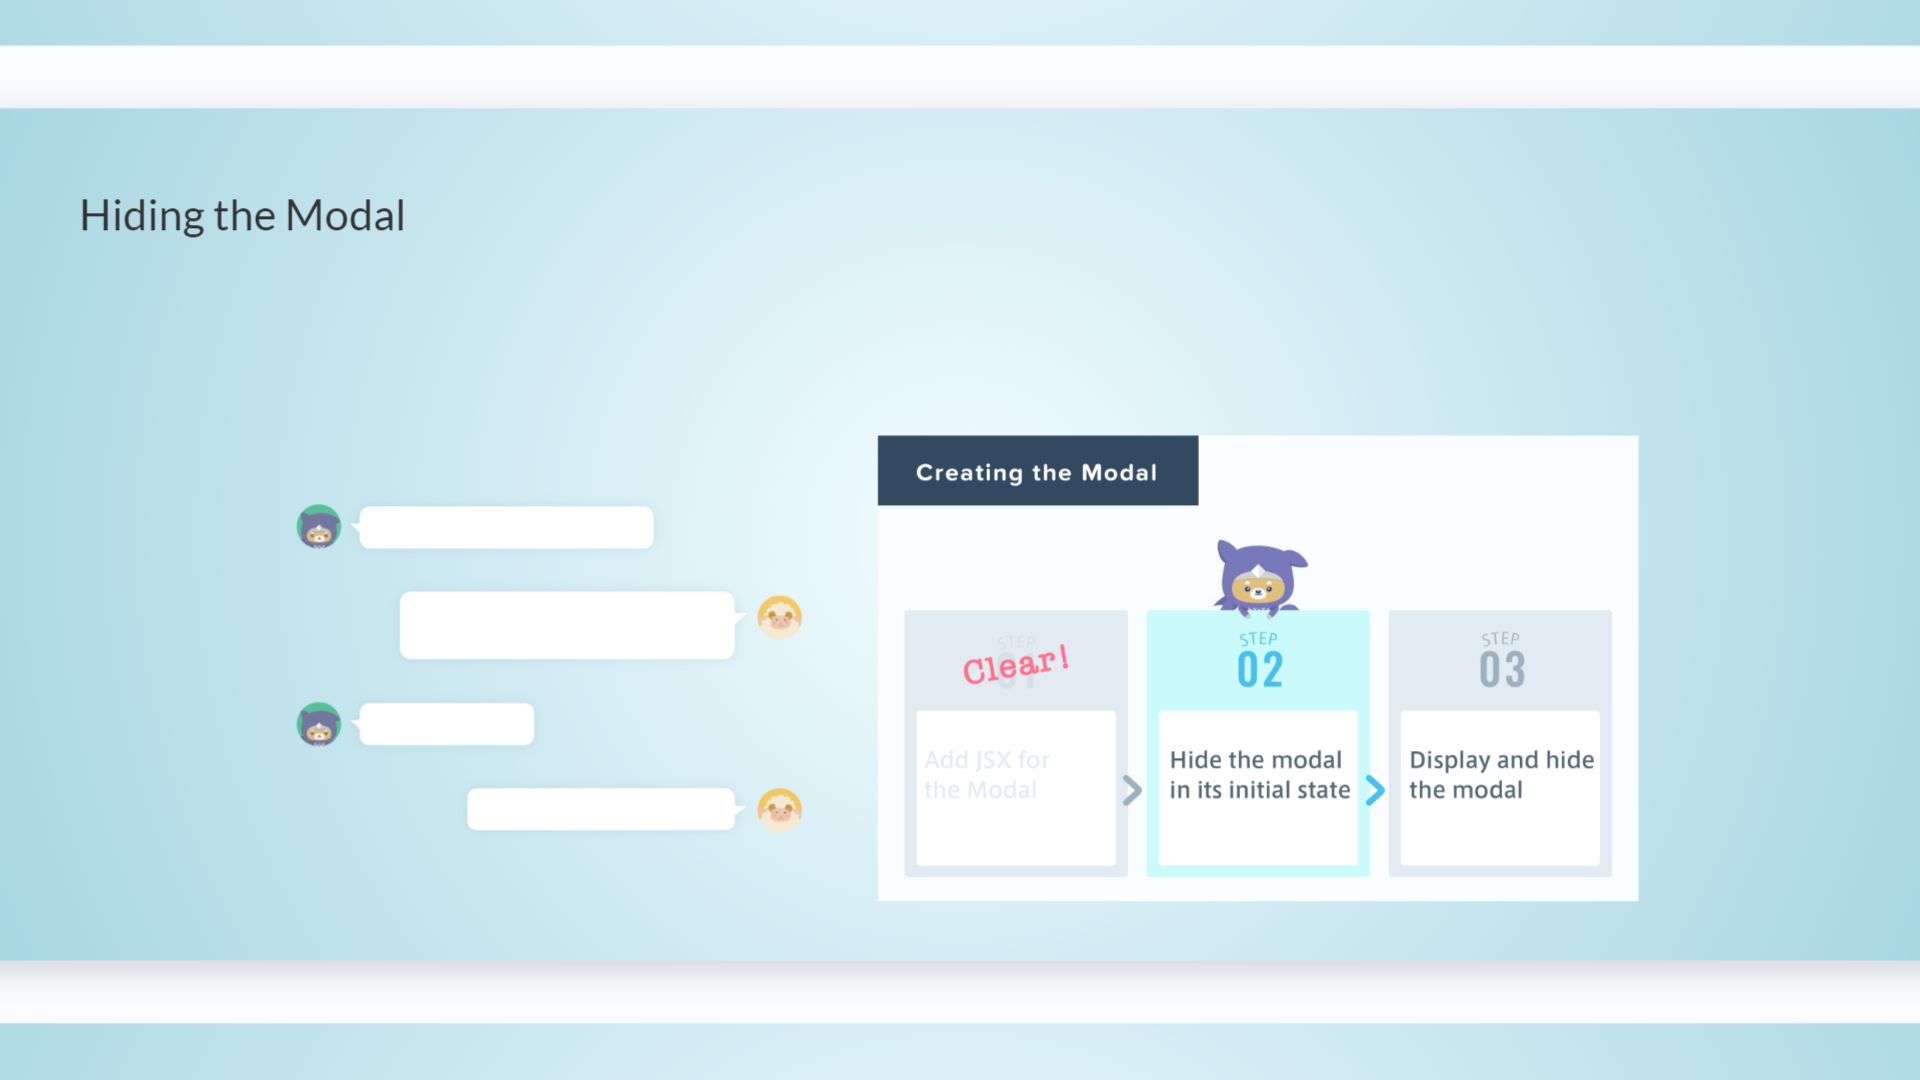 Hiding the Modal
Creating the Modal
STEP
01
Clear!
Add JSX for
the Modal
STEP
02
Hide the modal
in its initial state
STEP
03
Display and hide
the modal